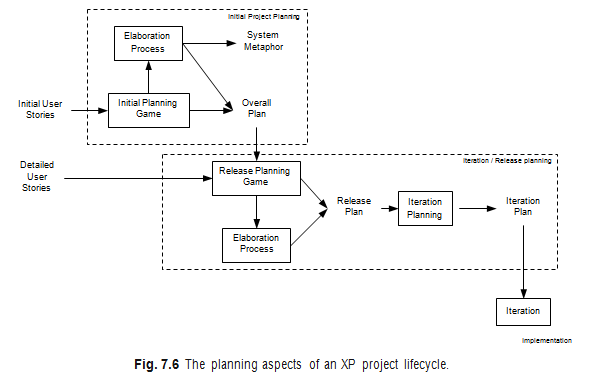 Initial Project Planning
Elaboration
Process
System
Metaphor
Initial User
Stories
Initial Planning
Game
Overall
Plan
Detailed
User
Stories
Iteration / Release planning
Release Planning
Game
Release
Plan
Iteration
Planning
Iteration
Plan
Elaboration
Process
Iteration
Implementation
Fig. 7.6 The planning aspects of an XP project lifecycle.